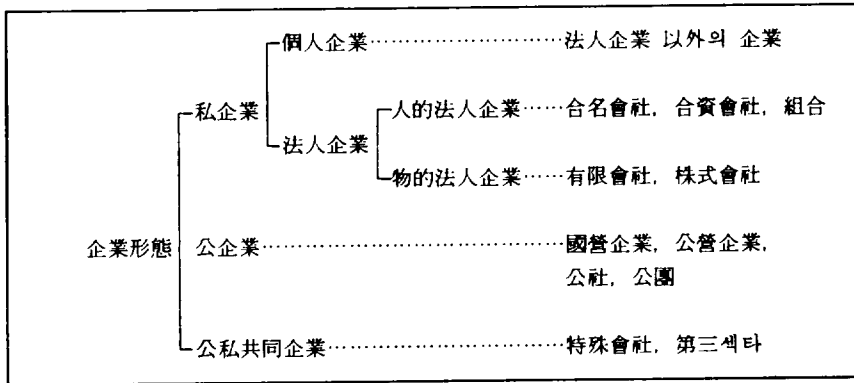 個人企業 ························ 法人企業 以外의 企業
私企業
人的法人企業 ······ 合名會社, 合資會社, 組合
法人企業
物的法人企業 ······ 有限會社, 株式會社
企業形態 公企業 ···································· 國營企業, 公營企業,
公社, 公團
公私共同企業 ···························· 特殊會社, 第三섹타